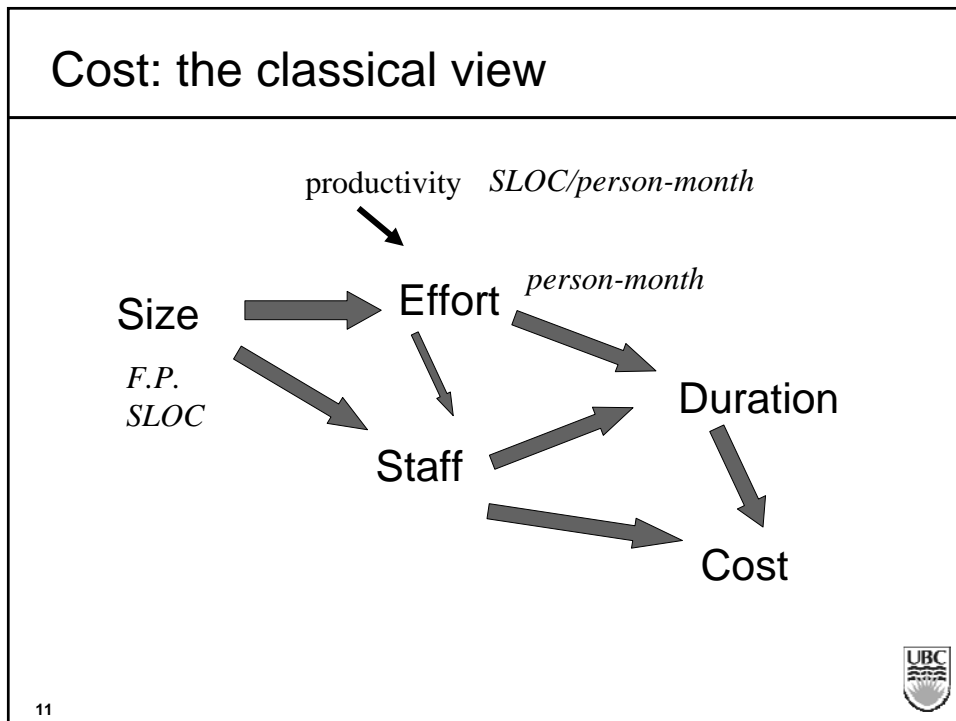 Cost: the classical view
productivity SLOC/person-month
Effort person-month
Size
F.P.
SLOC
Duration
Staff
Cost
UBC
11